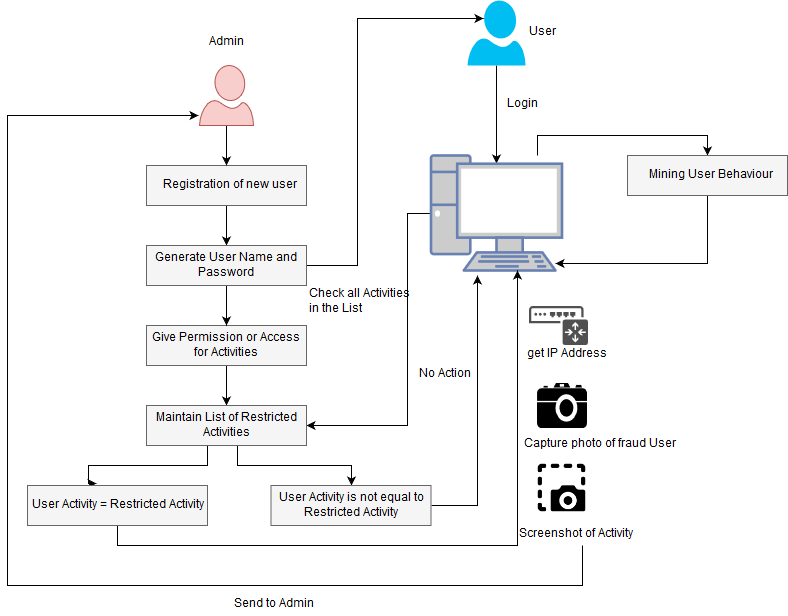 Admin
User
Login
Registration of new user
Mining User Behaviour
Generate User Name and
Password
Check all Activities
in the List
Give Permission or Access
for Activities
get IP Address
No Action
Maintain List of Restricted
Activities
Capture photo of fraud User
User Activity = Restricted Activity
User Activity is not equal to
Restricted Activity
Screenshot of Activity
Send to Admin